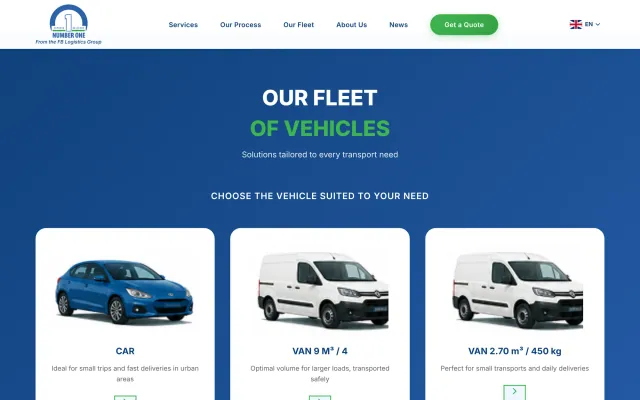 Services
Our Process
Our Fleet
About Us
News
Get a Quote
EN
1
NUMBER ONE
From the FB Logistics Group
OUR FLEET
OF VEHICLES
Solutions tailored to every transport need
CHOOSE THE VEHICLE SUITED TO YOUR NEED
CAR
Ideal for small trips and fast deliveries in urban
areas
VAN 9 M³ / 4
Optimal volume for larger loads, transported
safely
VAN 2.70 m³ / 450 kg
Perfect for small transports and daily deliveries